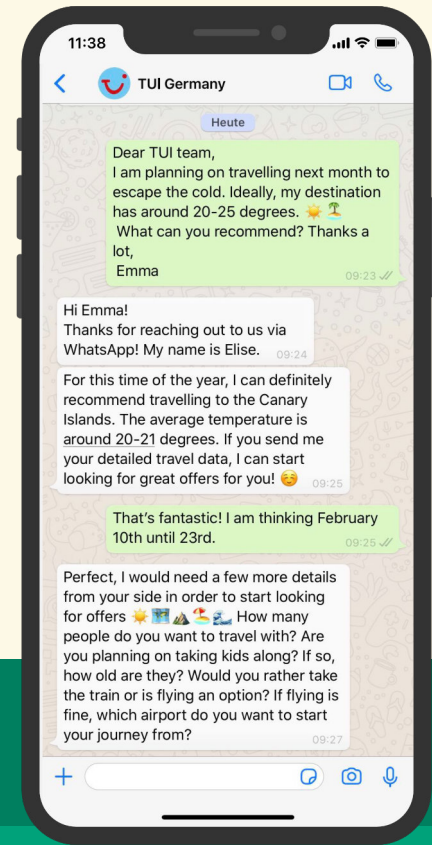 11:38
TUI Germany
Heute
Dear TUI team,
I am planning on travelling next month to
escape the cold. Ideally, my destination
has around 20-25 degrees. ☀️🏝️
What can you recommend? Thanks a
lot,
Emma
09:23
Hi Emma!
Thanks for reaching out to us via
WhatsApp! My name is Elise.
09:24
For this time of the year, I can definitely
recommend travelling to the Canary
Islands. The average temperature is
around 20-21 degrees. If you send me
your detailed travel data, I can start
looking for great offers for you! ☺️
09:25
That’s fantastic! I am thinking February
10th until 23rd.
09:25
Perfect, I would need a few more details
from your side in order to start looking
for offers ☀️🗺️⛰️🏖️🌊 How many
people do you want to travel with? Are
you planning on taking kids along? If so,
how old are they? Would you rather take
the train or is flying an option? If flying is
fine, which airport do you want to start
your journey from?
09:27